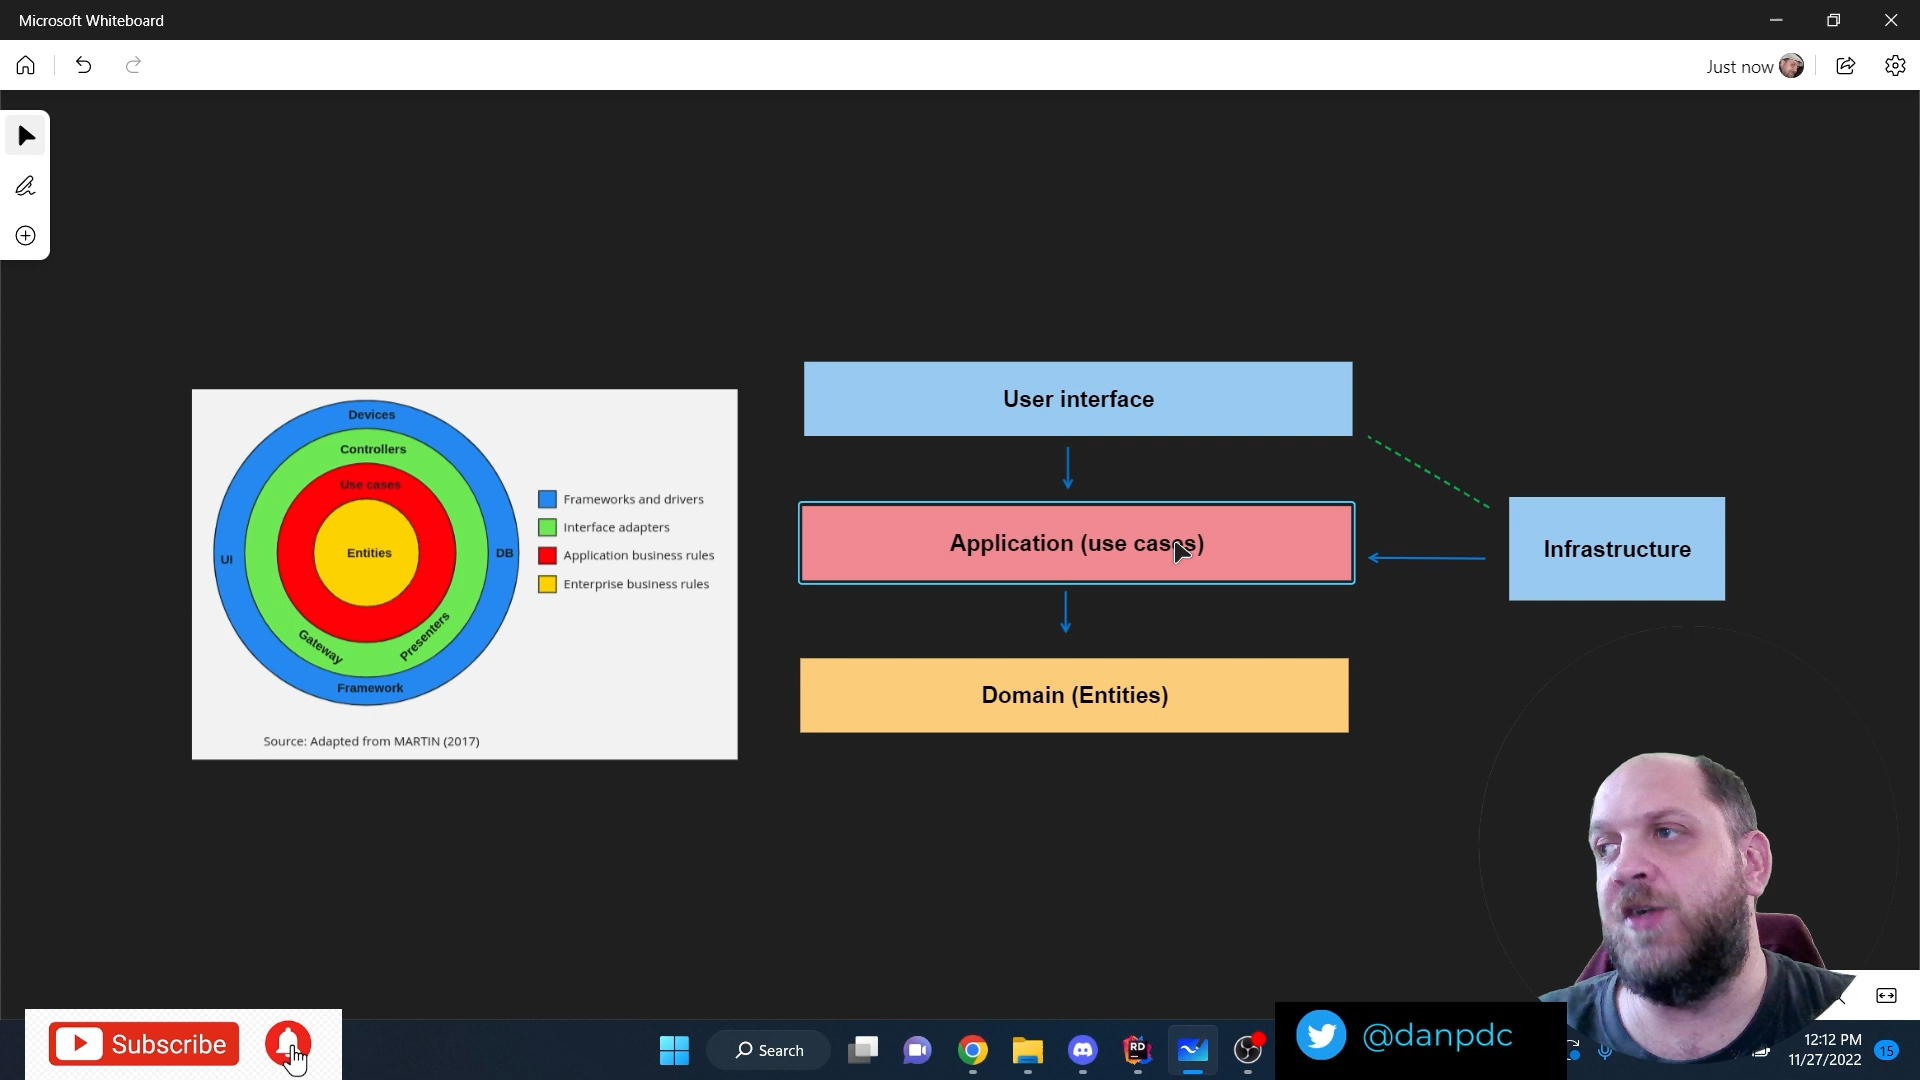 Microsoft Whiteboard
Just now
Devices
Controllers
Use cases
Entities
UI
DB
Gateway
Presenters
Framework
Frameworks and drivers
Interface adapters
Application business rules
Enterprise business rules
Source: Adapted from MARTIN (2017)
User interface
Application (use cases)
Infrastructure
Domain (Entities)
Subscribe
Search
RD
@danpdc
12:12 PM
11/27/2022
15